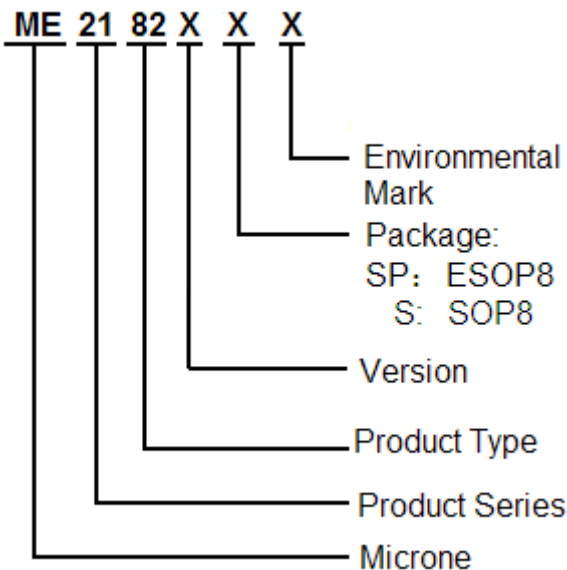 ME 21 82 X X X
Environmental
Mark
Package:
SP： ESOP8
S: SOP8
Version
Product Type
Product Series
Microne